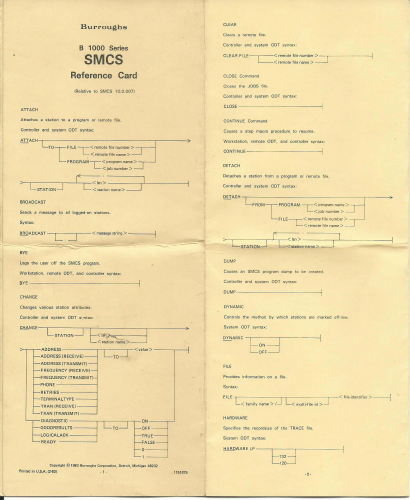 Burroughs
B 1000 Series
SMCS
Reference Card
(Relative to SMCS 10.0.007)
ATTACH
Attaches a station to a program or remote file.
Controller and system ODT syntax:
ATTACH
TO FILE <remote file number>
<remote file name>
PROGRAM <program name>
<job number>
STATION <lsn>
<station name>
BROADCAST
Sends a message to all logged-on stations.
Syntax:
BROADCAST <message string>
BYE
Logs the user off the SMCS program.
Workstation, remote ODT, and controller syntax:
BYE
CHANGE
Changes various station attributes.
Controller and system ODT syntax:
CHANGE
STATION
<station name>
ADDRESS TO <value>
ADDRESS (RECEIVE)
ADDRESS (TRANSMIT)
FREQUENCY (RECEIVE)
FREQUENCY (TRANSMIT)
PHONE
RETRIES
TERMINALTYPE
TRAN (RECEIVE)
TRAN (TRANSMIT)
DIAGNOSTIC TO ON
GOODRESULTS OFF
LOGICALACK TRUE
READY FALSE
0
1
Copyright © 1983 Burroughs Corporation, Detroit, Michigan 48232
Printed in U.S.A. - 1 -
CLEAR
Clears a remote file.
Controller and system ODT syntax:
CLEAR FILE <remote file number>
<remote file name>
CLOSE Command
Closes the JOBS file.
Controller and system ODT syntax:
CLOSE
CONTINUE Command
Causes a step macro procedure to resume.
Workstation, remote ODT, and controller syntax:
CONTINUE
DETACH
Detaches a station from a program or remote file.
Controller and system ODT syntax:
DETACH
FROM PROGRAM <program name>
<job number>
FILE <remote file number>
<remote file name>
STATION <lsn>
<station name>
DUMP
Causes an SMCS program dump to be created.
Controller and system ODT syntax:
DUMP
DYNAMIC
Controls the method by which stations are marked off-line.
System ODT syntax:
DYNAMIC
ON
OFF
FILE
Provides information on a file.
Syntax:
FILE <file identifier>
<family name> / <multi-file-id> /
HARDWARE
Specifies the recordsize of the TRACE file.
System ODT syntax:
HARDWARE LP
132
120
- 2 -